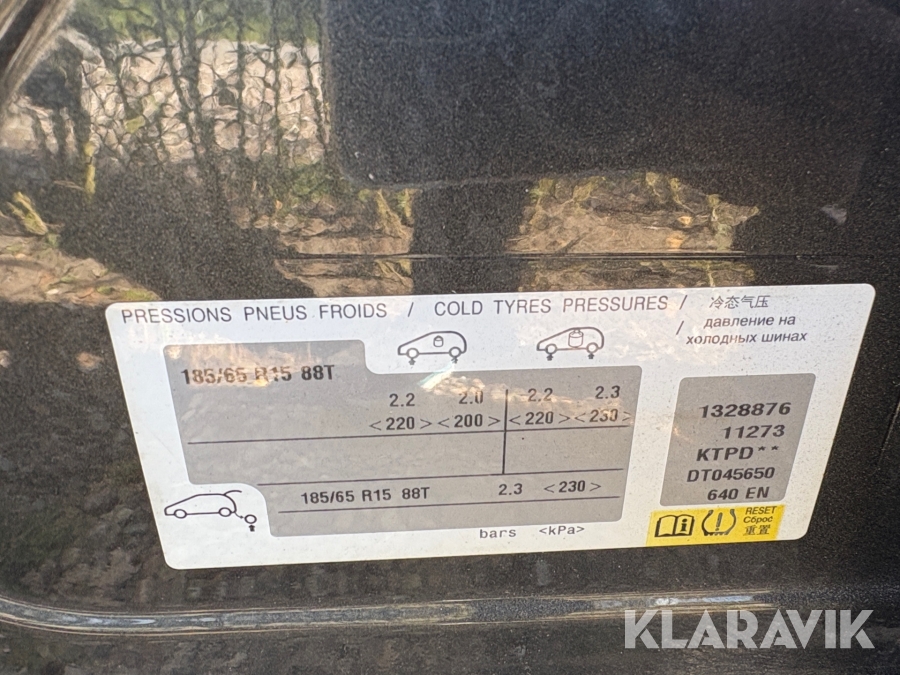 PRESSIONS PNEUS FROIDS / COLD TYRES PRESSURES / 冷态气压
/ давление на
холодных шинах
185/65 R15 88T
2.2 2.0 2.2 2.3
<220> <200> <220> <230>
185/65 R15 88T 2.3 <230>
bars <kPa>
1328876
11273
KTPD**
DT045650
640 EN
RESET
Сброс
重置
KLARAVIK